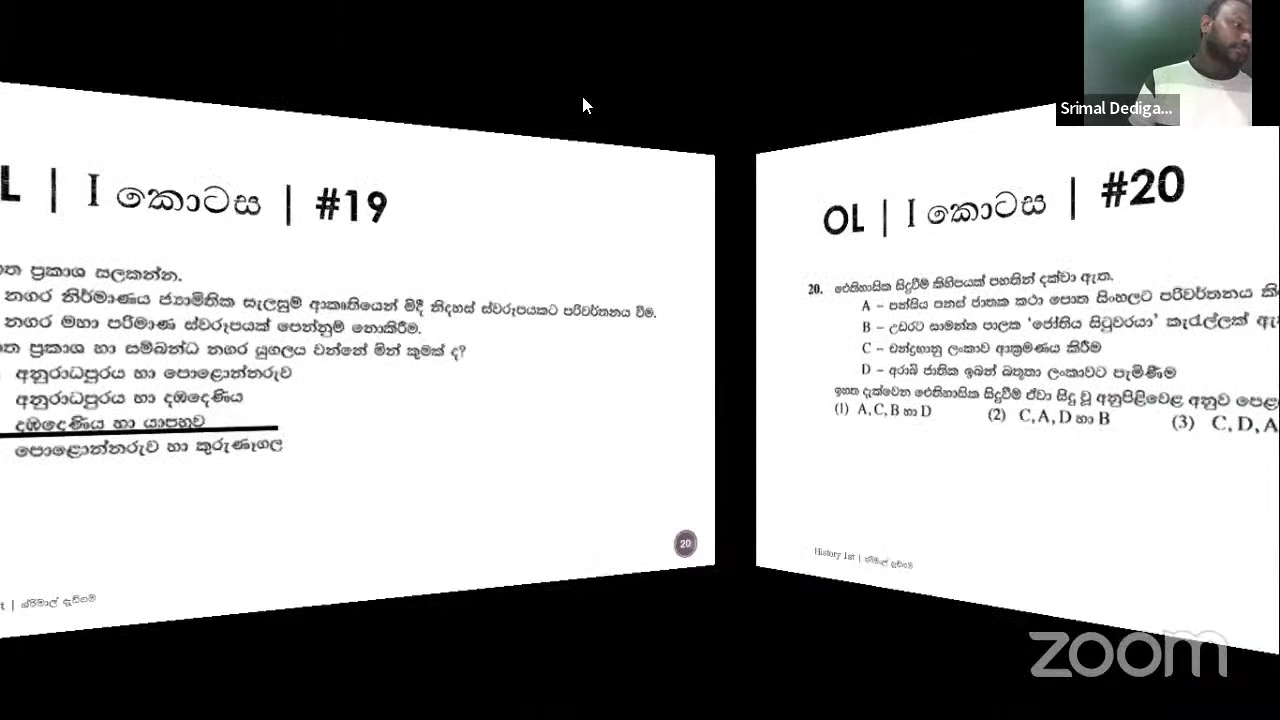 Srimal Dediga...
L | I කොටස | #19
ත ප්‍රකාශ සලකන්න.
නගර නිර්මාණය ජ්‍යාමිතික සැලසුම් ආකෘතියෙන් මිදී නිදහස් ස්වරූපයකට පරිවර්තනය වීම.
නගර මහා පරිමාණ ස්වරූපයක් පෙන්නුම් නොකිරීම.
ත ප්‍රකාශ හා සම්බන්ධ නගර යුගලය වන්නේ මින් කුමක් ද?
අනුරාධපුරය හා පොළොන්නරුව
අනුරාධපුරය හා දඹදෙණිය
දඹදෙණිය හා යාපහුව
පොළොන්නරුව හා කුරුණෑගල
20
t | ශ්‍රීමාල් දැඩිගම
OL | I කොටස | #20
20. ඓතිහාසික සිදුවීම් කිහිපයක් පහතින් දක්වා ඇත.
A – පන්සිය පනස් ජාතක කථා පොත සිංහලට පරිවර්තනය කි
B – උඩරට සාමන්ත පාලක ‘ජෝතිය සිටුවරයා’ කැරැල්ලක් ඇ
C – චන්ද්‍රභානු ලංකාව ආක්‍රමණය කිරීම
D – අරාබි ජාතික ඉබන් බතුතා ලංකාවට පැමිණීම
ඉහත දැක්වෙන ඓතිහාසික සිදුවීම් ඒවා සිදු වූ අනුපිළිවෙළ අනුව පෙළ
(1) A, C, B හා D (2) C, A, D හා B (3) C, D, A
History 1st | ශ්‍රීමාල් දැඩිගම
zoom